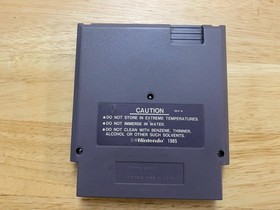 CAUTION
•DO NOT STORE IN EXTREME TEMPERATURES.
•DO NOT IMMERSE IN WATER.
•DO NOT CLEAN WITH BENZENE, THINNER,
ALCOHOL OR OTHER SUCH SOLVENTS.
Nintendo 1985